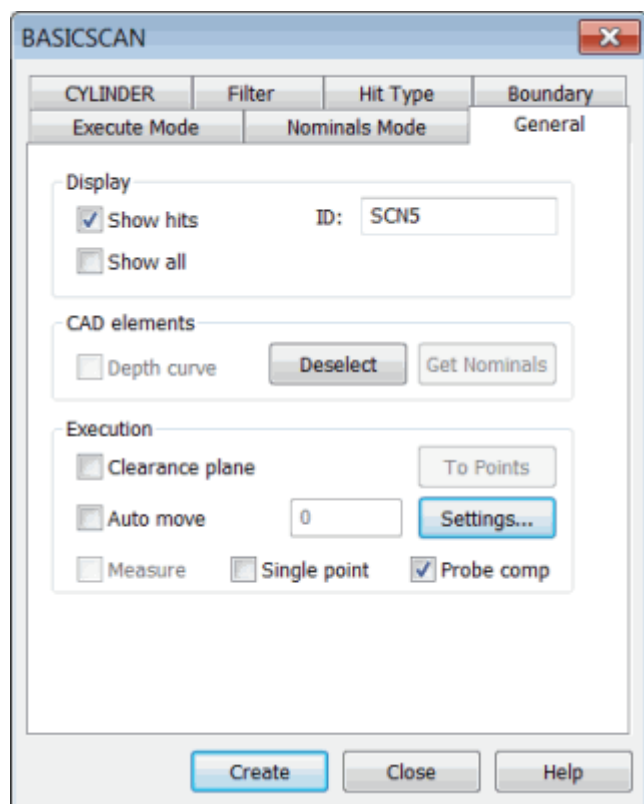 BASICSCAN
CYLINDER Filter Hit Type Boundary
Execute Mode Nominals Mode General
Display
Show hits ID: SCN5
Show all
CAD elements
Depth curve Deselect Get Nominals
Execution
Clearance plane To Points
Auto move 0 Settings...
Measure Single point Probe comp
Create Close Help